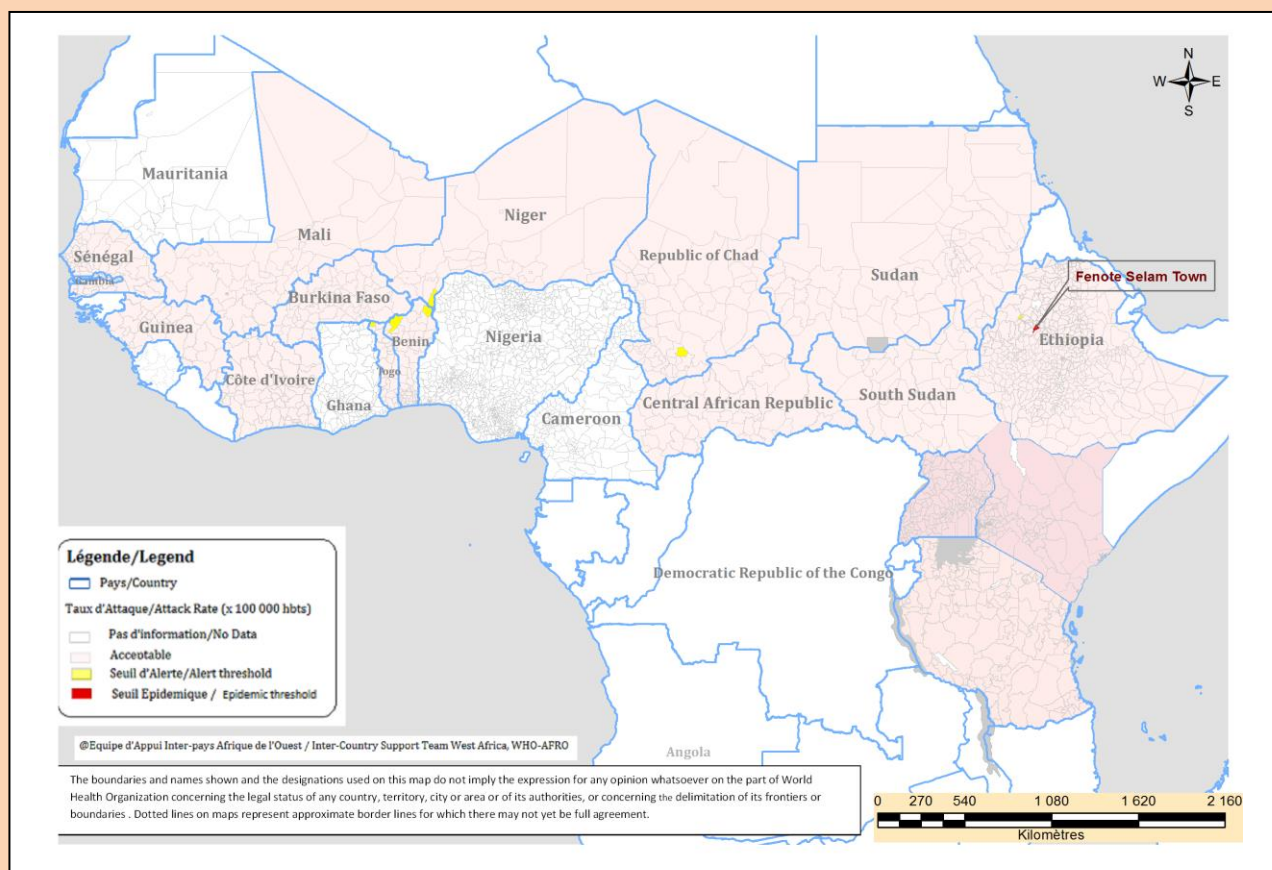 N
W E
S
Mauritania
Mali
Niger
Republic of Chad
Sudan
Fenote Selam Town
Sénégal
Gambia
Burkina Faso
Guinea
Benin
Nigeria
Ethiopia
Togo
Côte d'Ivoire
Ghana
Cameroon
Central African Republic
South Sudan
Democratic Republic of the Congo
Angola
Légende/Legend
Pays/Country
Taux d'Attaque/Attack Rate (x 100 000 hbts)
Pas d'information/No Data
Acceptable
Seuil d'Alerte/Alert threshold
Seuil Epidemique / Epidemic threshold
@Equipe d'Appui Inter-pays Afrique de l'Ouest / Inter-Country Support Team West Africa, WHO-AFRO
The boundaries and names shown and the designations used on this map do not imply the expression for any opinion whatsoever on the part of World
Health Organization concerning the legal status of any country, territory, city or area or of its authorities, or concerning the delimitation of its frontiers or
boundaries . Dotted lines on maps represent approximate border lines for which there may not yet be full agreement.
0 270 540 1 080 1 620 2 160
Kilomètres